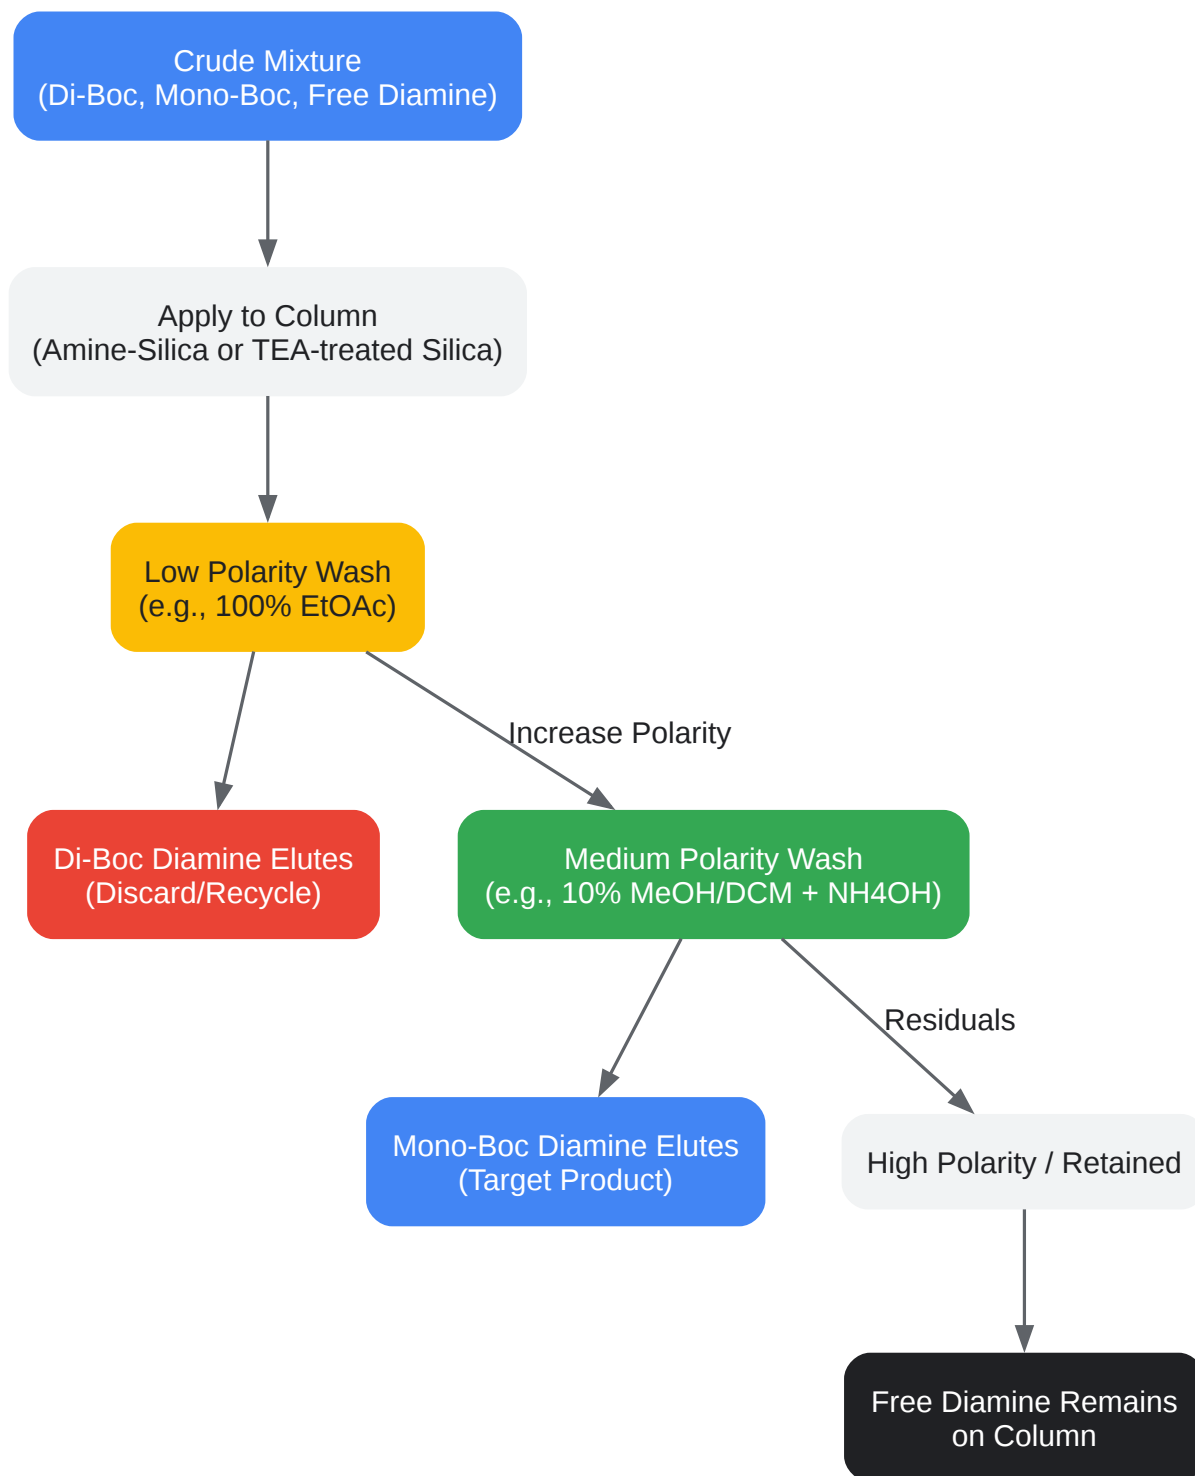 Crude Mixture
(Di-Boc, Mono-Boc, Free Diamine)
Apply to Column
(Amine-Silica or TEA-treated Silica)
Low Polarity Wash
(e.g., 100% EtOAc)
Increase Polarity
Di-Boc Diamine Elutes
(Discard/Recycle)
Medium Polarity Wash
(e.g., 10% MeOH/DCM + NH4OH)
Residuals
Mono-Boc Diamine Elutes
(Target Product)
High Polarity / Retained
Free Diamine Remains
on Column